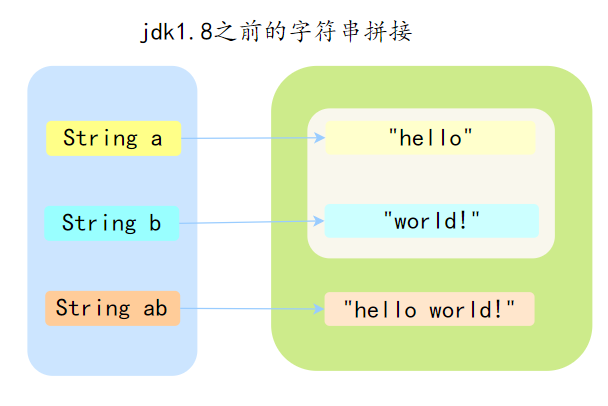 jdk1.8之前的字符串拼接
String a
"hello"
String b
"world!"
String ab
"hello world!"